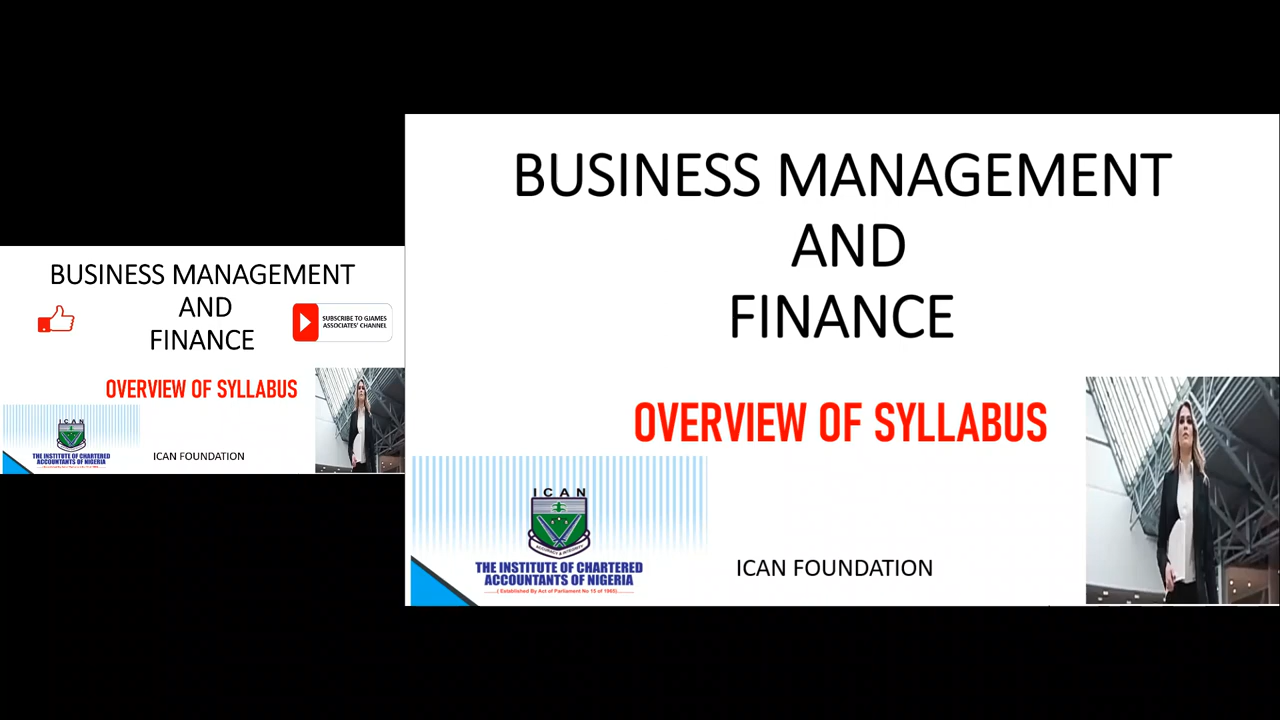 BUSINESS MANAGEMENT
AND
FINANCE
SUBSCRIBE TO GJAMES
ASSOCIATES' CHANNEL
OVERVIEW OF SYLLABUS
ICAN
THE INSTITUTE OF CHARTERED
ACCOUNTANTS OF NIGERIA
ICAN FOUNDATION
BUSINESS MANAGEMENT
AND
FINANCE
OVERVIEW OF SYLLABUS
ICAN
ACCURACY & INTEGRITY
THE INSTITUTE OF CHARTERED
ACCOUNTANTS OF NIGERIA
......( Established By Act of Parliament No 15 of 1965)........
ICAN FOUNDATION